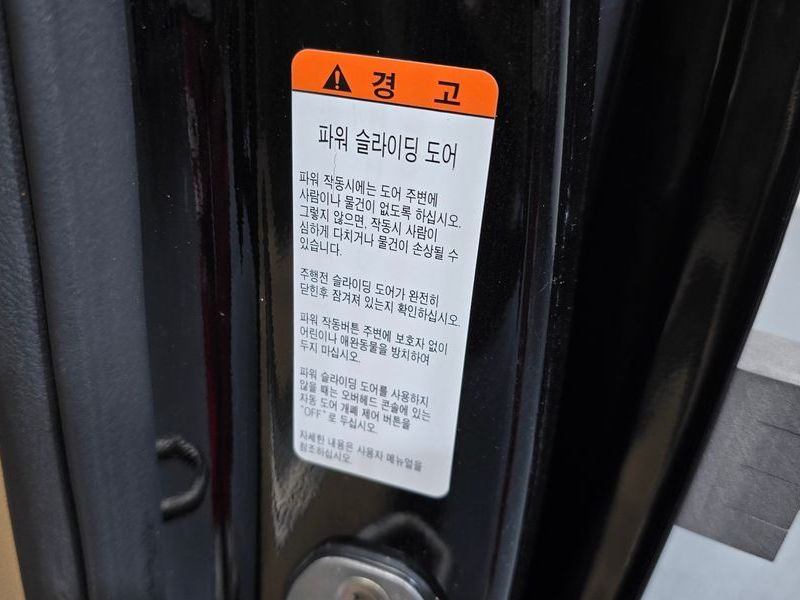 경 고
파워 슬라이딩 도어
파워 작동시에는 도어 주변에
사람이나 물건이 없도록 하십시오.
그렇지 않으면, 작동시 사람이
심하게 다치거나 물건이 손상될 수
있습니다.
주행전 슬라이딩 도어가 완전히
닫힌후 잠겨져 있는지 확인하십시오.
파워 작동버튼 주변에 보호자 없이
어린이나 애완동물을 방치하여
두지 마십시오.
파워 슬라이딩 도어를 사용하지
않을 때는 오버헤드 콘솔에 있는
자동 도어 개폐 제어 버튼을
"OFF"로 두십시오.
자세한 내용은 사용자 메뉴얼을
참조하십시오.